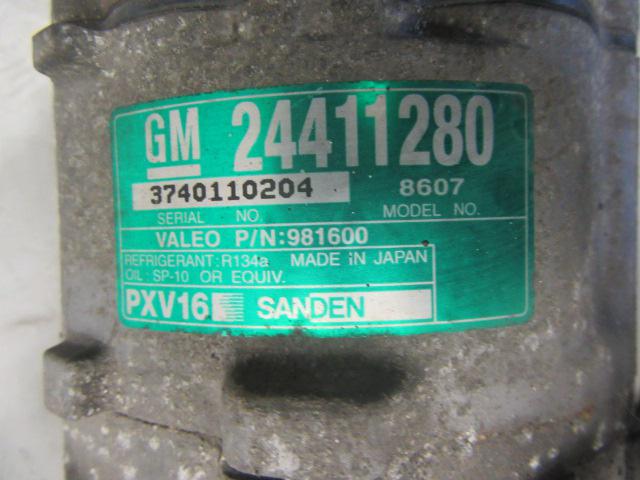 GM 24411280
3740110204 8607
SERIAL NO. MODEL NO.
VALEO P/N:981600
REFRIGERANT:R134a MADE iN JAPAN
OIL:SP-10 OR EQUIV.
PXV16 SANDEN